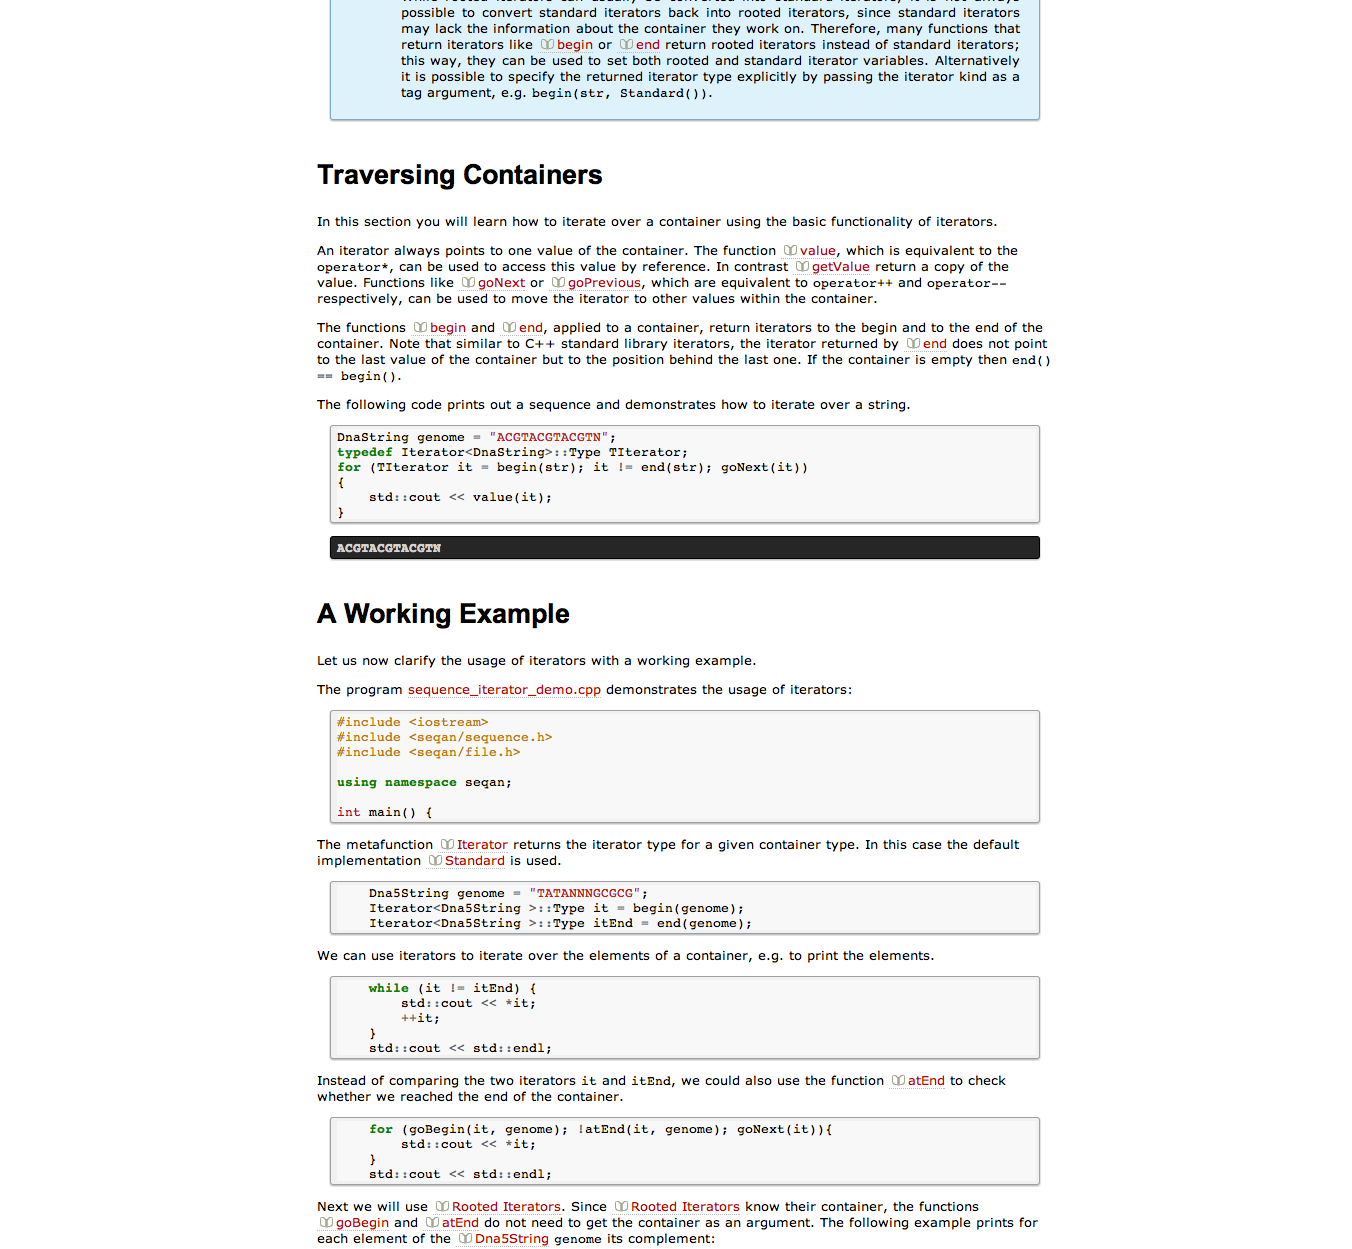 possible to convert standard iterators back into rooted iterators, since standard iterators
may lack the information about the container they work on. Therefore, many functions that
return iterators like begin or end return rooted iterators instead of standard iterators;
this way, they can be used to set both rooted and standard iterator variables. Alternatively
it is possible to specify the returned iterator type explicitly by passing the iterator kind as a
tag argument, e.g. begin(str, Standard()).
Traversing Containers
In this section you will learn how to iterate over a container using the basic functionality of iterators.
An iterator always points to one value of the container. The function value, which is equivalent to the
operator*, can be used to access this value by reference. In contrast getValue return a copy of the
value. Functions like goNext or goPrevious, which are equivalent to operator++ and operator--
respectively, can be used to move the iterator to other values within the container.
The functions begin and end, applied to a container, return iterators to the begin and to the end of the
container. Note that similar to C++ standard library iterators, the iterator returned by end does not point
to the last value of the container but to the position behind the last one. If the container is empty then end()
== begin().
The following code prints out a sequence and demonstrates how to iterate over a string.
DnaString genome = "ACGTACGTACGTN";
typedef Iterator<DnaString>::Type TIterator;
for (TIterator it = begin(str); it != end(str); goNext(it))
{
    std::cout << value(it);
}
ACGTACGTACGTN
A Working Example
Let us now clarify the usage of iterators with a working example.
The program sequence_iterator_demo.cpp demonstrates the usage of iterators:
#include <iostream>
#include <seqan/sequence.h>
#include <seqan/file.h>
using namespace seqan;
int main() {
The metafunction Iterator returns the iterator type for a given container type. In this case the default
implementation Standard is used.
    Dna5String genome = "TATANNNGCGCG";
    Iterator<Dna5String >::Type it = begin(genome);
    Iterator<Dna5String >::Type itEnd = end(genome);
We can use iterators to iterate over the elements of a container, e.g. to print the elements.
    while (it != itEnd) {
        std::cout << *it;
        ++it;
    }
    std::cout << std::endl;
Instead of comparing the two iterators it and itEnd, we could also use the function atEnd to check
whether we reached the end of the container.
    for (goBegin(it, genome); !atEnd(it, genome); goNext(it)){
        std::cout << *it;
    }
    std::cout << std::endl;
Next we will use Rooted Iterators. Since Rooted Iterators know their container, the functions
goBegin and atEnd do not need to get the container as an argument. The following example prints for
each element of the Dna5String genome its complement: